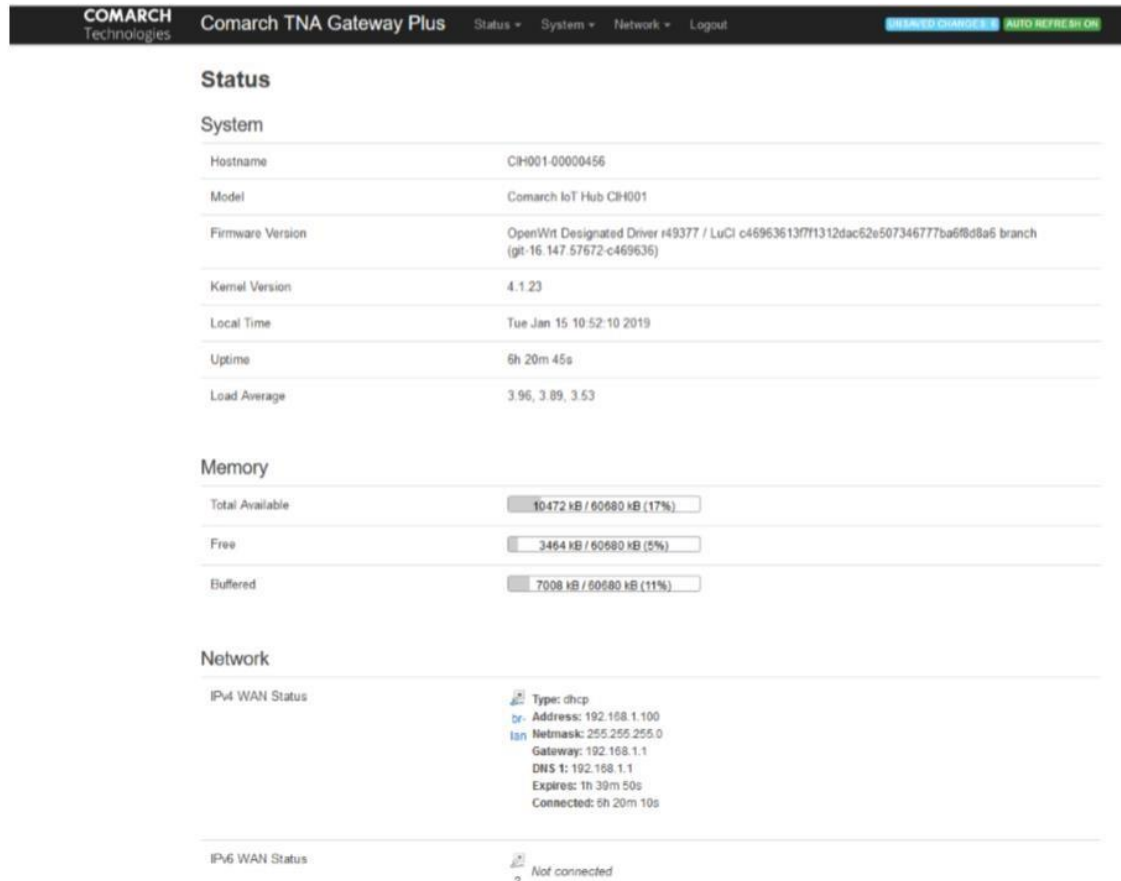 COMARCH
Technologies
Comarch TNA Gateway Plus
Status
System
Network
Logout
UNSAVED CHANGES:
AUTO REFRESH ON
Status
System
Hostname CIH001-00000456
Model Comarch IoT Hub CIH001
Firmware Version OpenWrt Designated Driver r49377 / LuCI c46963613f7f1312dac62e507346777ba6f8d8a6 branch
(git-16.147.57672-c469636)
Kernel Version 4.1.23
Local Time Tue Jan 15 10:52:10 2019
Uptime 6h 20m 45s
Load Average 3.96, 3.89, 3.53
Memory
Total Available 10472 kB / 60680 kB (17%)
Free 3464 kB / 60680 kB (5%)
Buffered 7008 kB / 60680 kB (11%)
Network
IPv4 WAN Status
br-
lan
Type: dhcp
Address: 192.168.1.100
Netmask: 255.255.255.0
Gateway: 192.168.1.1
DNS 1: 192.168.1.1
Expires: 1h 39m 50s
Connected: 6h 20m 10s
IPv6 WAN Status
?
Not connected